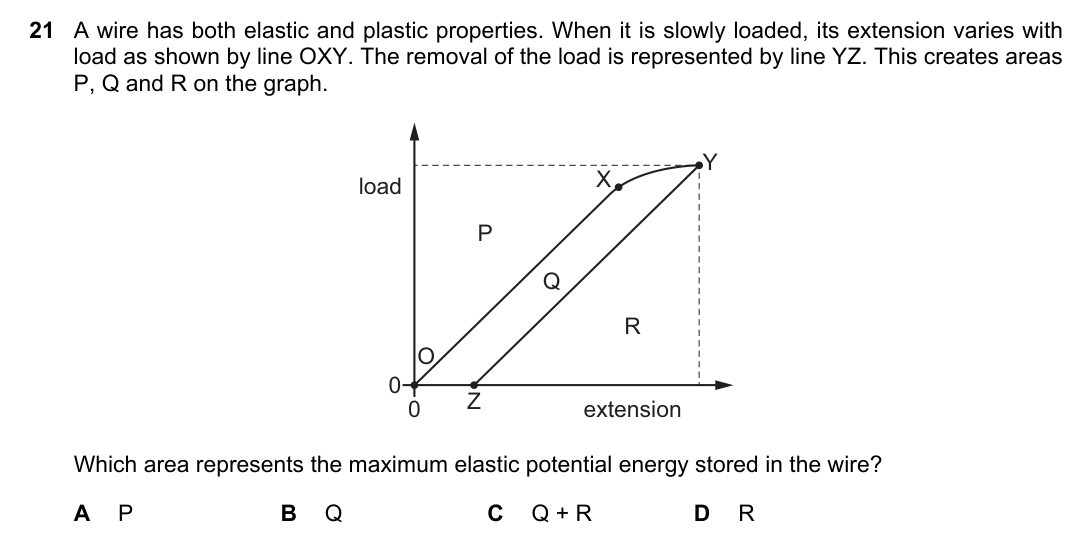 21 A wire has both elastic and plastic properties. When it is slowly loaded, its extension varies with
load as shown by line OXY. The removal of the load is represented by line YZ. This creates areas
P, Q and R on the graph.
Y
X
load
P
Q
R
O
0
0
Z
extension
Which area represents the maximum elastic potential energy stored in the wire?
A P B Q C Q + R D R